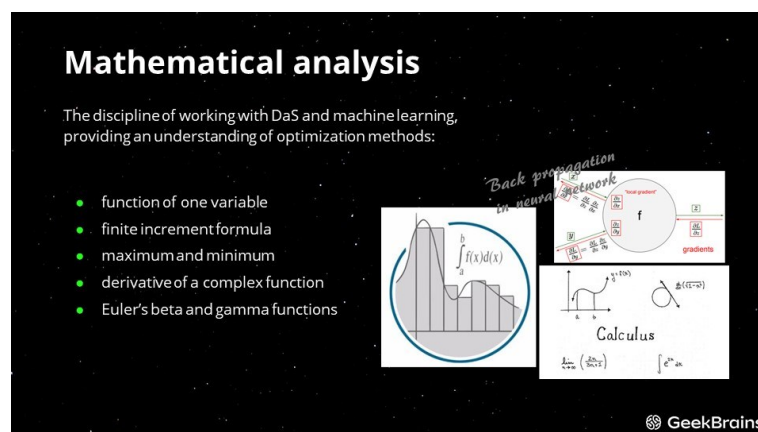 Mathematical analysis
The discipline of working with DaS and machine learning,
providing an understanding of optimization methods:
function of one variable
finite increment formula
maximum and minimum
derivative of a complex function
Euler's beta and gamma functions
Back propagation
in neural network
"local gradient"
f
z
y
gradients
b
∫ f(x)d(x)
a
y=f(x)
a b
Calculus
GeekBrains